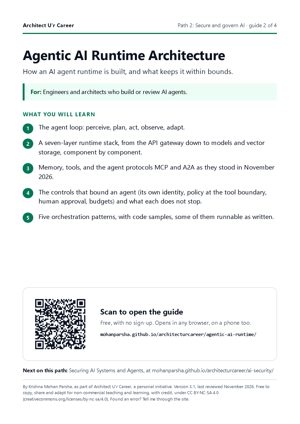 Architect U'r Career
Path 2: Secure and govern AI · guide 2 of 4
Agentic AI Runtime Architecture
How an AI agent runtime is built, and what keeps it within bounds.
For: Engineers and architects who build or review AI agents.
WHAT YOU WILL LEARN
1 The agent loop: perceive, plan, act, observe, adapt.
2 A seven-layer runtime stack, from the API gateway down to models and vector
storage, component by component.
3 Memory, tools, and the agent protocols MCP and A2A as they stood in November
2026.
4 The controls that bound an agent (its own identity, policy at the tool boundary,
human approval, budgets) and what each does not stop.
5 Five orchestration patterns, with code samples, some of them runnable as written.
Scan to open the guide
Free, with no sign up. Opens in any browser, on a phone too:
mohanparsha.github.io/architecturcareer/agentic-ai-runtime/
Next on this path: Securing AI Systems and Agents, at mohanparsha.github.io/architecturcareer/ai-security/
By Krishna Mohan Parsha, as part of Architect U'r Career, a personal initiative. Version 1.1, last reviewed November 2026. Free to
copy, share and adapt for non-commercial teaching and learning, with credit, under CC BY-NC-SA 4.0
(creativecommons.org/licenses/by-nc-sa/4.0). Found an error? Tell me through the site.